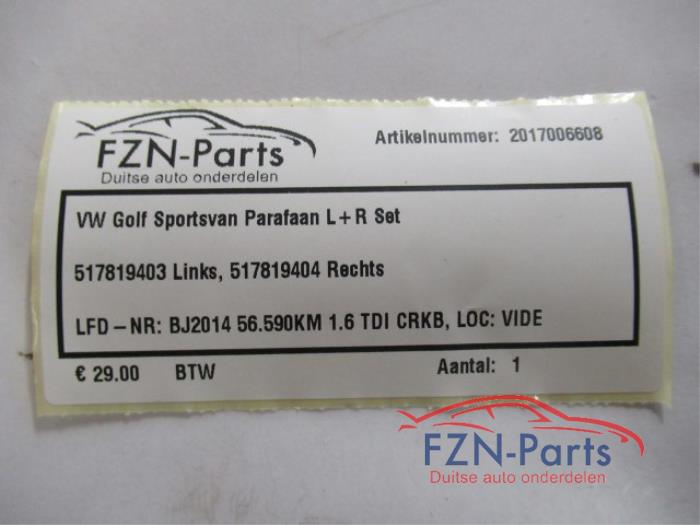 FZN-Parts
Duitse auto onderdelen
Artikelnummer: 2017006608
VW Golf Sportsvan Parafaan L+R Set
517819403 Links, 517819404 Rechts
LFD-NR: BJ2014 56.590KM 1.6 TDI CRKB, LOC: VIDE
€ 29.00 BTW Aantal: 1
FZN-Parts
Duitse auto onderdelen